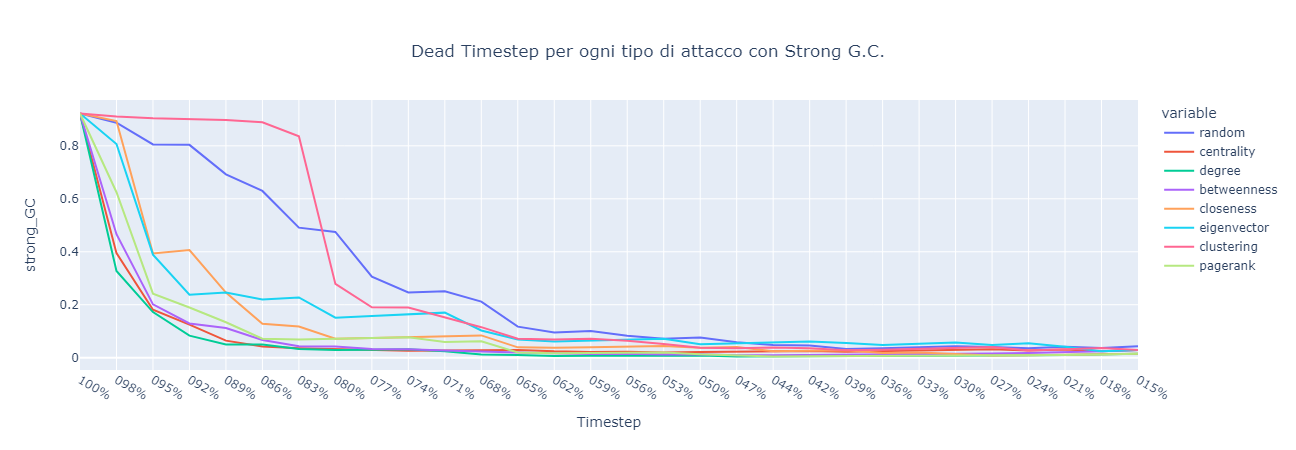 Dead Timestep per ogni tipo di attacco con Strong G.C.
variable
random
centrality
degree
betweenness
closeness
eigenvector
clustering
pagerank
strong_GC
0.8
0.6
0.4
0.2
0
100% 098% 095% 092% 089% 086% 083% 080% 077% 074% 071% 068% 065% 062% 059% 056% 053% 050% 047% 044% 042% 039% 036% 033% 030% 027% 024% 021% 018% 015%
Timestep